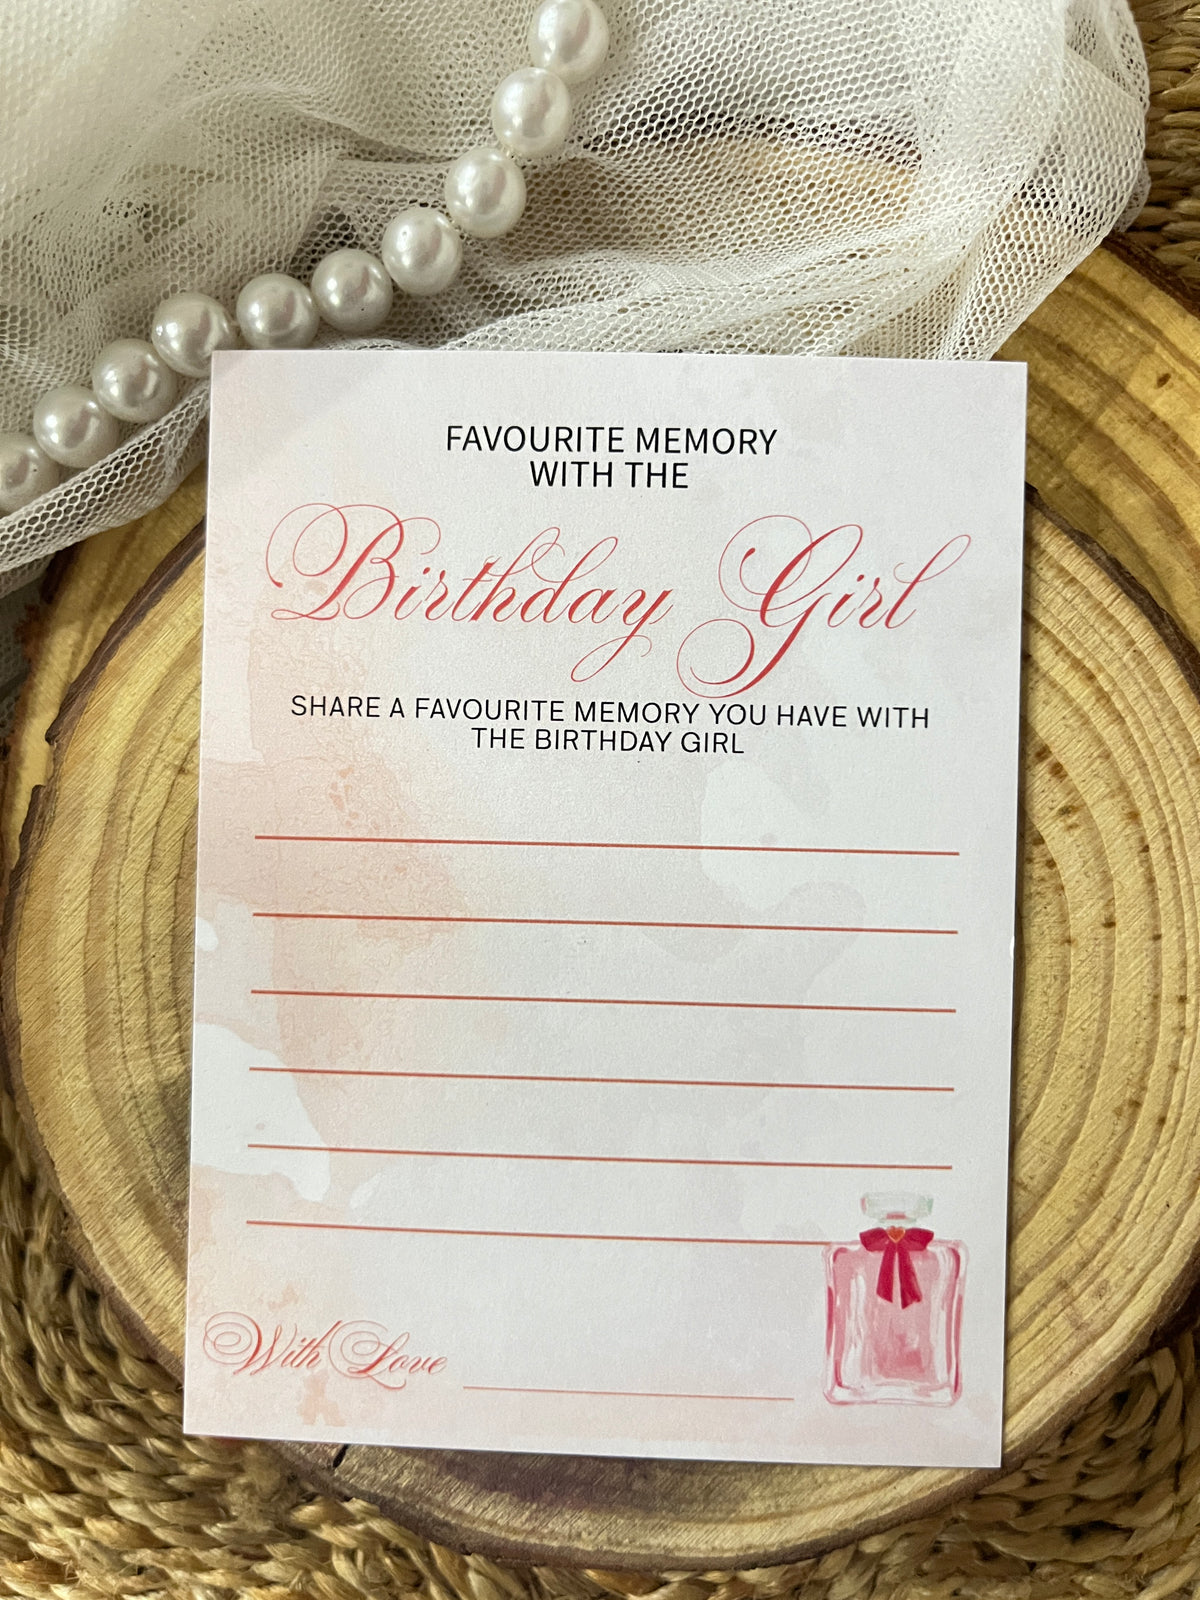 FAVOURITE MEMORY
WITH THE
Birthday Girl
SHARE A FAVOURITE MEMORY YOU HAVE WITH
THE BIRTHDAY GIRL
With Love